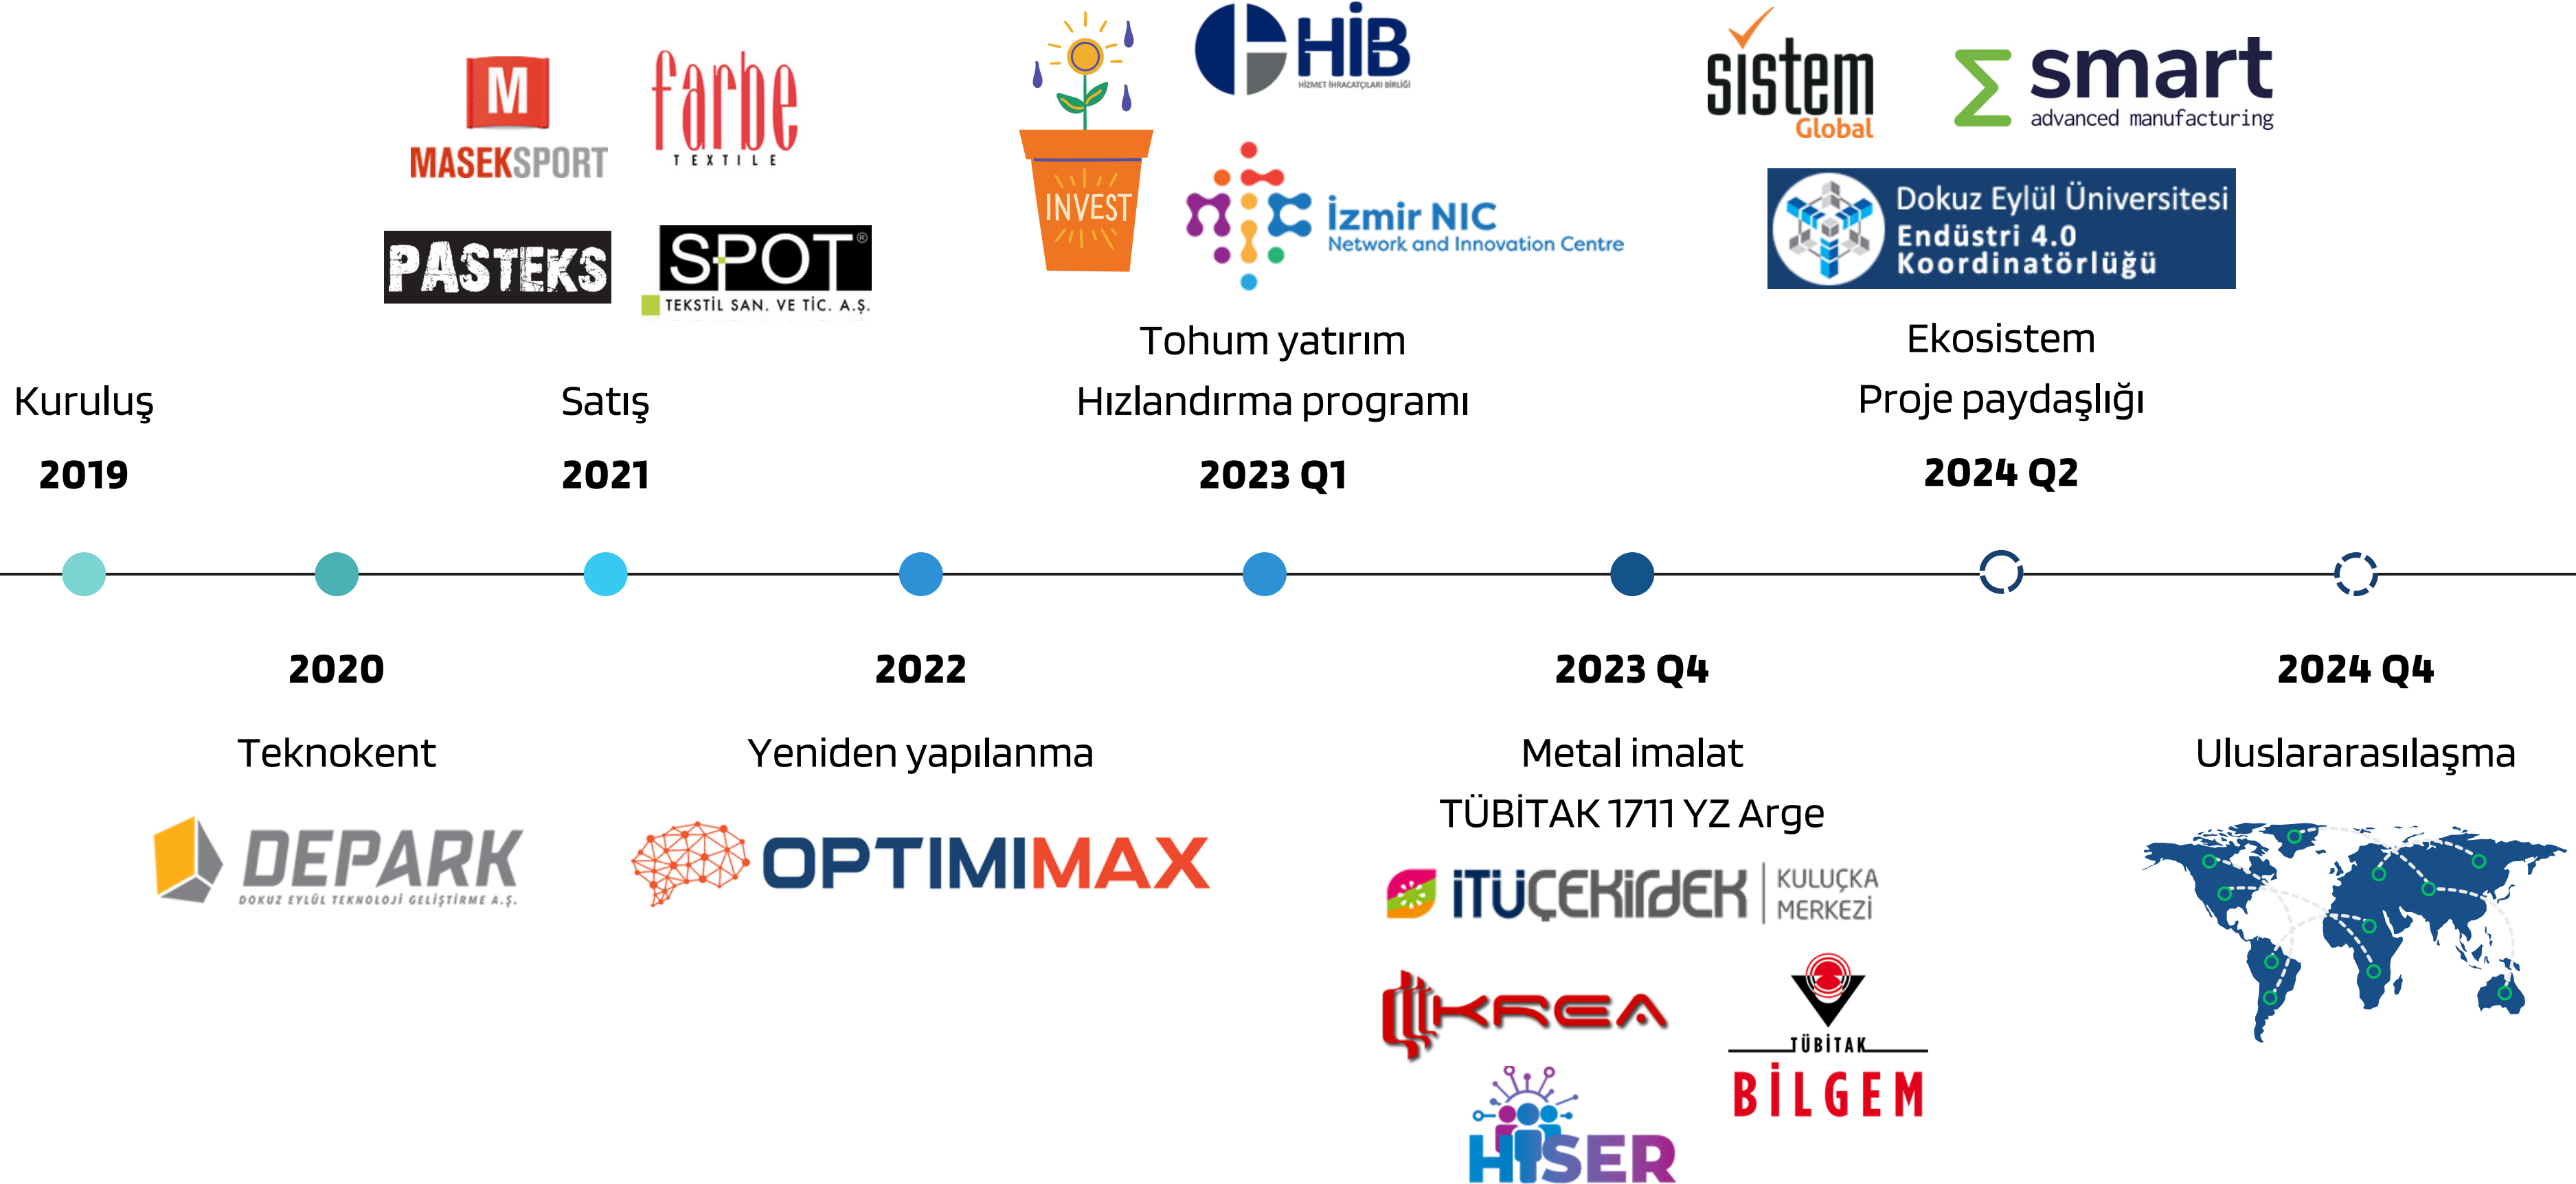 M
MASEKSPORT
farbe
TEXTILE
PASTEKS
SPOT®
TEKSTİL SAN. VE TİC. A.Ş.
INVEST
HİB
HİZMET İHRACATÇILARI BİRLİĞİ
nic
İzmir NIC
Network and Innovation Centre
sistem
Global
smart
advanced manufacturing
Dokuz Eylül Üniversitesi
Endüstri 4.0
Koordinatörlüğü
Kuruluş
2019
Satış
2021
Tohum yatırım
Hızlandırma programı
2023 Q1
Ekosistem
Proje paydaşlığı
2024 Q2
2020
Teknokent
DEPARK
DOKUZ EYLÜL TEKNOLOJİ GELİŞTİRME A.Ş.
2022
Yeniden yapılanma
OPTIMIMAX
2023 Q4
Metal imalat
TÜBİTAK 1711 YZ Arge
İTÜÇEKİRDEK
KULUÇKA
MERKEZİ
KREA
TÜBİTAK
BİLGEM
HISER
2024 Q4
Uluslararasılaşma